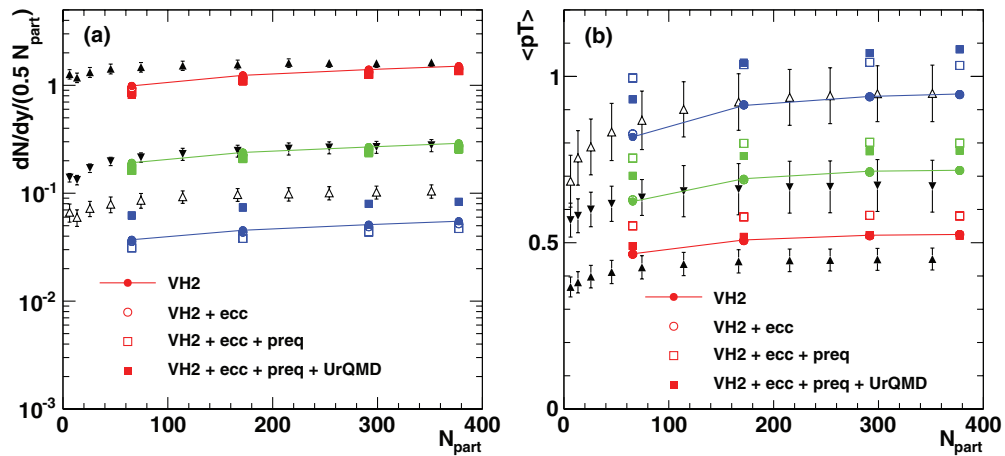 (a)
dN/dy/(0.5 N_part)
1
10^-1
10^-2
10^-3
VH2
VH2 + ecc
VH2 + ecc + preq
VH2 + ecc + preq + UrQMD
0 100 200 300 400
N_part
(b)
<pT>
1
0.5
0
VH2
VH2 + ecc
VH2 + ecc + preq
VH2 + ecc + preq + UrQMD
0 100 200 300 400
N_part